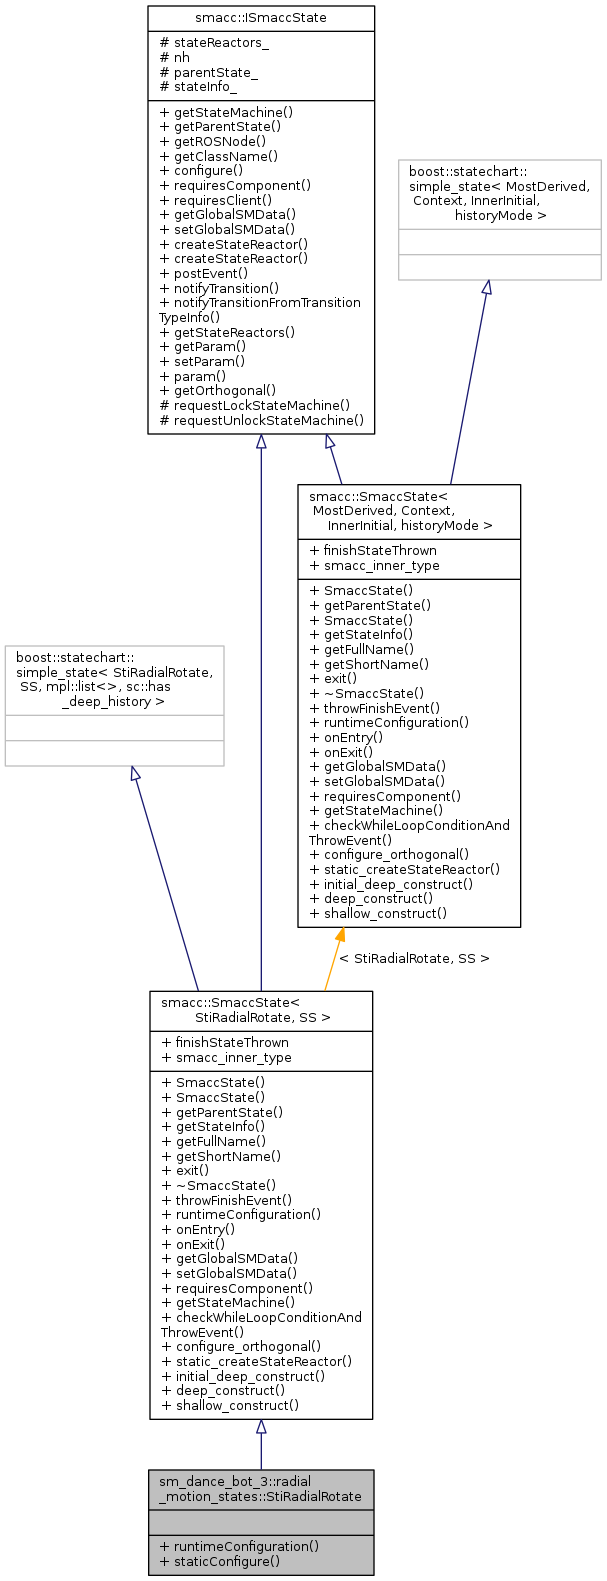 smacc::ISmaccState
# stateReactors_
# nh
# parentState_
# stateInfo_
+ getStateMachine()
+ getParentState()
+ getROSNode()
+ getClassName()
+ configure()
+ requiresComponent()
+ requiresClient()
+ getGlobalSMData()
+ setGlobalSMData()
+ createStateReactor()
+ createStateReactor()
+ postEvent()
+ notifyTransition()
+ notifyTransitionFromTransition
TypeInfo()
+ getStateReactors()
+ getParam()
+ setParam()
+ param()
+ getOrthogonal()
# requestLockStateMachine()
# requestUnlockStateMachine()
boost::statechart::
simple_state< MostDerived,
Context, InnerInitial,
historyMode >
smacc::SmaccState<
MostDerived, Context,
InnerInitial, historyMode >
+ finishStateThrown
+ smacc_inner_type
+ SmaccState()
+ getParentState()
+ SmaccState()
+ getStateInfo()
+ getFullName()
+ getShortName()
+ exit()
+ ~SmaccState()
+ throwFinishEvent()
+ runtimeConfiguration()
+ onEntry()
+ onExit()
+ getGlobalSMData()
+ setGlobalSMData()
+ requiresComponent()
+ getStateMachine()
+ checkWhileLoopConditionAnd
ThrowEvent()
+ configure_orthogonal()
+ static_createStateReactor()
+ initial_deep_construct()
+ deep_construct()
+ shallow_construct()
boost::statechart::
simple_state< StiRadialRotate,
SS, mpl::list<>, sc::has
_deep_history >
< StiRadialRotate, SS >
smacc::SmaccState<
StiRadialRotate, SS >
+ finishStateThrown
+ smacc_inner_type
+ SmaccState()
+ SmaccState()
+ getParentState()
+ getStateInfo()
+ getFullName()
+ getShortName()
+ exit()
+ ~SmaccState()
+ throwFinishEvent()
+ runtimeConfiguration()
+ onEntry()
+ onExit()
+ getGlobalSMData()
+ setGlobalSMData()
+ requiresComponent()
+ getStateMachine()
+ checkWhileLoopConditionAnd
ThrowEvent()
+ configure_orthogonal()
+ static_createStateReactor()
+ initial_deep_construct()
+ deep_construct()
+ shallow_construct()
sm_dance_bot_3::radial
_motion_states::StiRadialRotate
+ runtimeConfiguration()
+ staticConfigure()